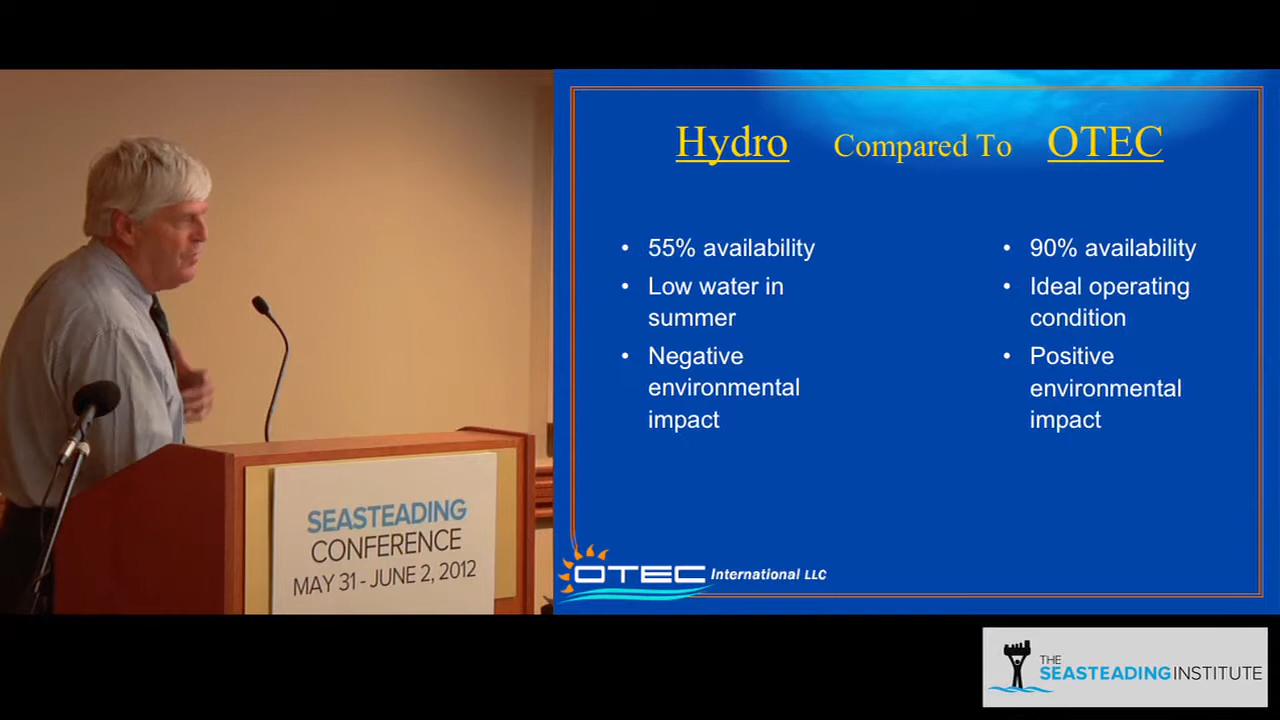 Hydro Compared To OTEC
• 55% availability
• Low water in
summer
• Negative
environmental
impact
• 90% availability
• Ideal operating
condition
• Positive
environmental
impact
OTEC International LLC
SEASTEADING
CONFERENCE
MAY 31 - JUNE 2, 2012
THE
SEASTEADING INSTITUTE